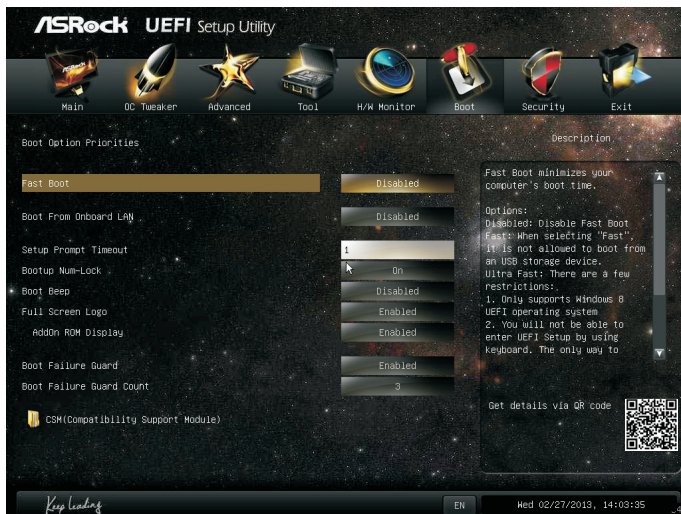 ASRock UEFI Setup Utility
Main OC Tweaker Advanced Tool H/W Monitor Boot Security Exit
Boot Option Priorities
Fast Boot Disabled
Boot From Onboard LAN Disabled
Setup Prompt Timeout 1
Bootup Num-Lock On
Boot Beep Disabled
Full Screen Logo Enabled
AddOn ROM Display Enabled
Boot Failure Guard Enabled
Boot Failure Guard Count 3
CSM(Compatibility Support Module)
Description
Fast Boot minimizes your
computer's boot time.
Options:
Disabled: Disable Fast Boot
Fast: When selecting "Fast",
it is not allowed to boot from
an USB storage device.
Ultra Fast: There are a few
restrictions:
1. Only supports Windows 8
UEFI operating system
2. You will not be able to
enter UEFI Setup by using
keyboard. The only way to
Get details via QR code
Keep Leading
EN Wed 02/27/2013, 14:03:35